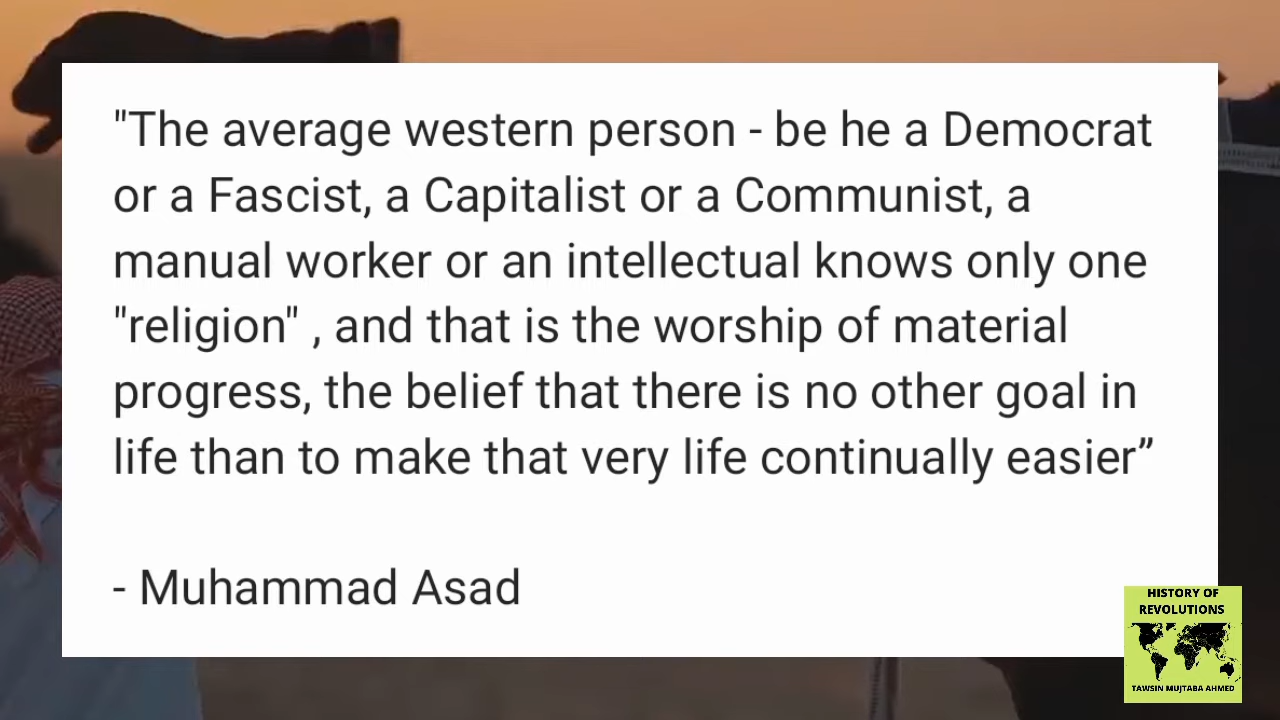 "The average western person - be he a Democrat
or a Fascist, a Capitalist or a Communist, a
manual worker or an intellectual knows only one
"religion" , and that is the worship of material
progress, the belief that there is no other goal in
life than to make that very life continually easier”
- Muhammad Asad
HISTORY OF
REVOLUTIONS
TAWSIN MUJTABA AHMED